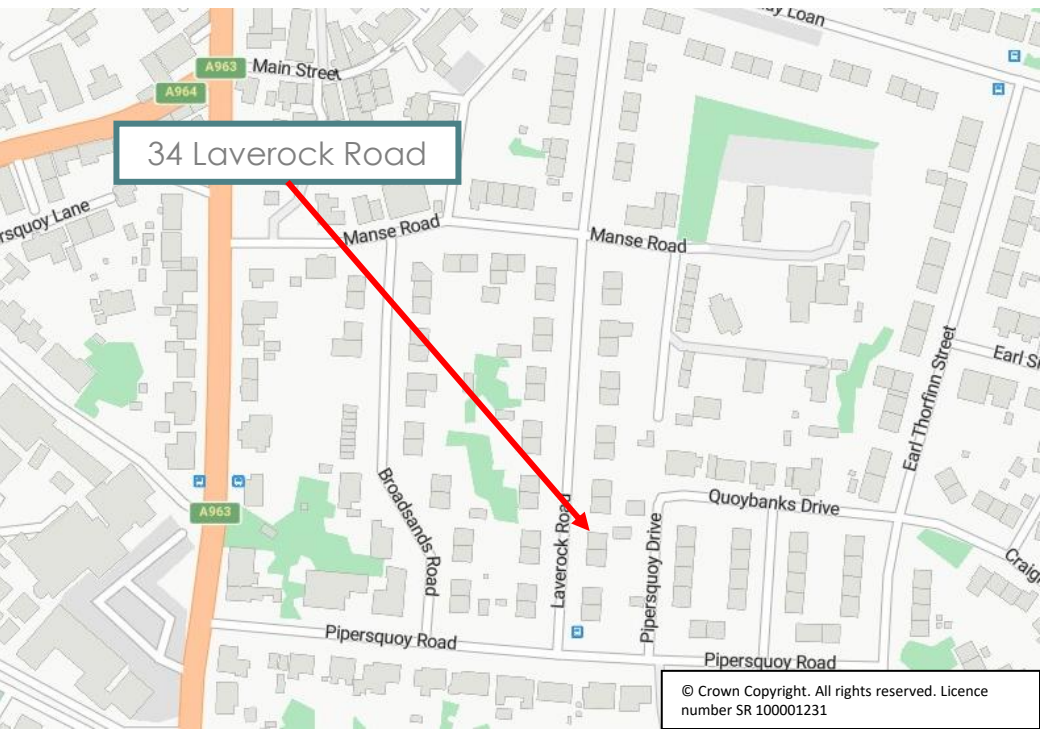 ay Loan
A963
Main Street
A964
34 Laverock Road
rsquoy Lane
Manse Road
Manse Road
Earl Thorfinn Street
Earl S
A963
Broadsands Road
Laverock Road
Pipersquoy Drive
Quoybanks Drive
Craig
Pipersquoy Road
Pipersquoy Road
© Crown Copyright. All rights reserved. Licence
number SR 100001231